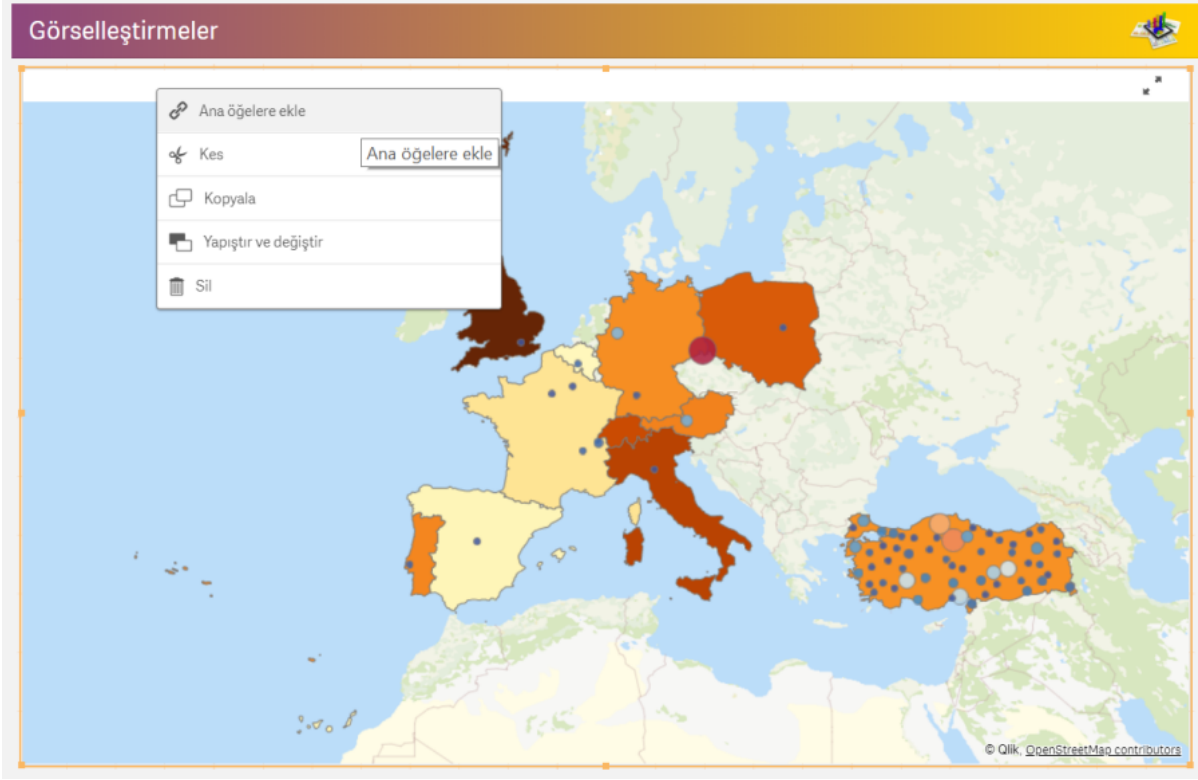 Görselleştirmeler
Ana öğelere ekle
Kes
Ana öğelere ekle
Kopyala
Yapıştır ve değiştir
Sil
© Qlik, OpenStreetMap contributors